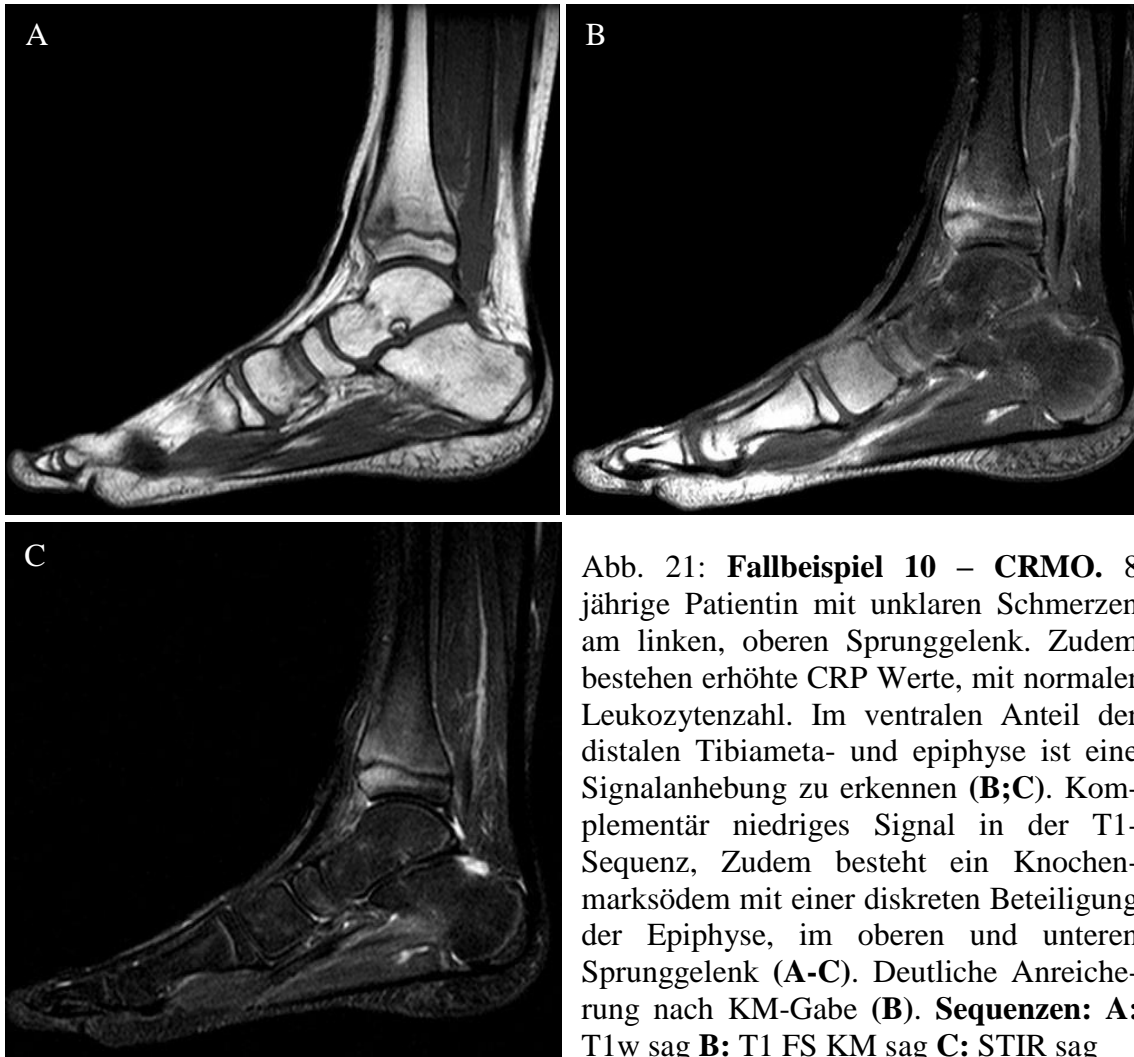 A
B
C
Abb. 21: Fallbeispiel 10 – CRMO. 8
jährige Patientin mit unklaren Schmerzen
am linken, oberen Sprunggelenk. Zudem
bestehen erhöhte CRP Werte, mit normaler
Leukozytenzahl. Im ventralen Anteil der
distalen Tibiameta- und epiphyse ist eine
Signalanhebung zu erkennen (B;C). Kom-
plementär niedriges Signal in der T1-
Sequenz, Zudem besteht ein Knochen-
marksödem mit einer diskreten Beteiligung
der Epiphyse, im oberen und unteren
Sprunggelenk (A-C). Deutliche Anreiche-
rung nach KM-Gabe (B). Sequenzen: A:
T1w sag B: T1 FS KM sag C: STIR sag